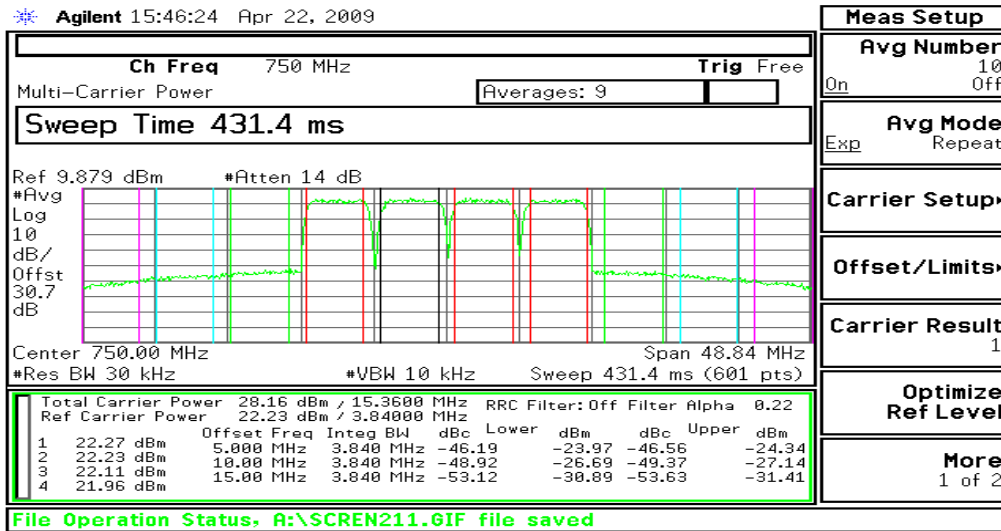 Agilent 15:46:24 Apr 22, 2009
Meas Setup
Ch Freq 750 MHz Trig Free
Multi-Carrier Power Averages: 9
Sweep Time 431.4 ms
Ref 9.879 dBm #Atten 14 dB
#Avg
Log
10
dB/
Offst
30.7
dB
Center 750.00 MHz Span 48.84 MHz
#Res BW 30 kHz #VBW 10 kHz Sweep 431.4 ms (601 pts)
Total Carrier Power 28.16 dBm / 15.3600 MHz RRC Filter: Off Filter Alpha 0.22
Ref Carrier Power 22.23 dBm / 3.84000 MHz
Offset Freq Integ BW dBc Lower dBm dBc Upper dBm
1 22.27 dBm 5.000 MHz 3.840 MHz -46.19 -23.97 -46.56 -24.34
2 22.23 dBm 10.00 MHz 3.840 MHz -48.92 -26.69 -49.37 -27.14
3 22.11 dBm 15.00 MHz 3.840 MHz -53.12 -30.89 -53.63 -31.41
4 21.96 dBm
File Operation Status, A:\SCREN211.GIF file saved
Avg Number
10
On Off
Avg Mode
Exp Repeat
Carrier Setup
Offset/Limits
Carrier Result
1
Optimize
Ref Level
More
1 of 2